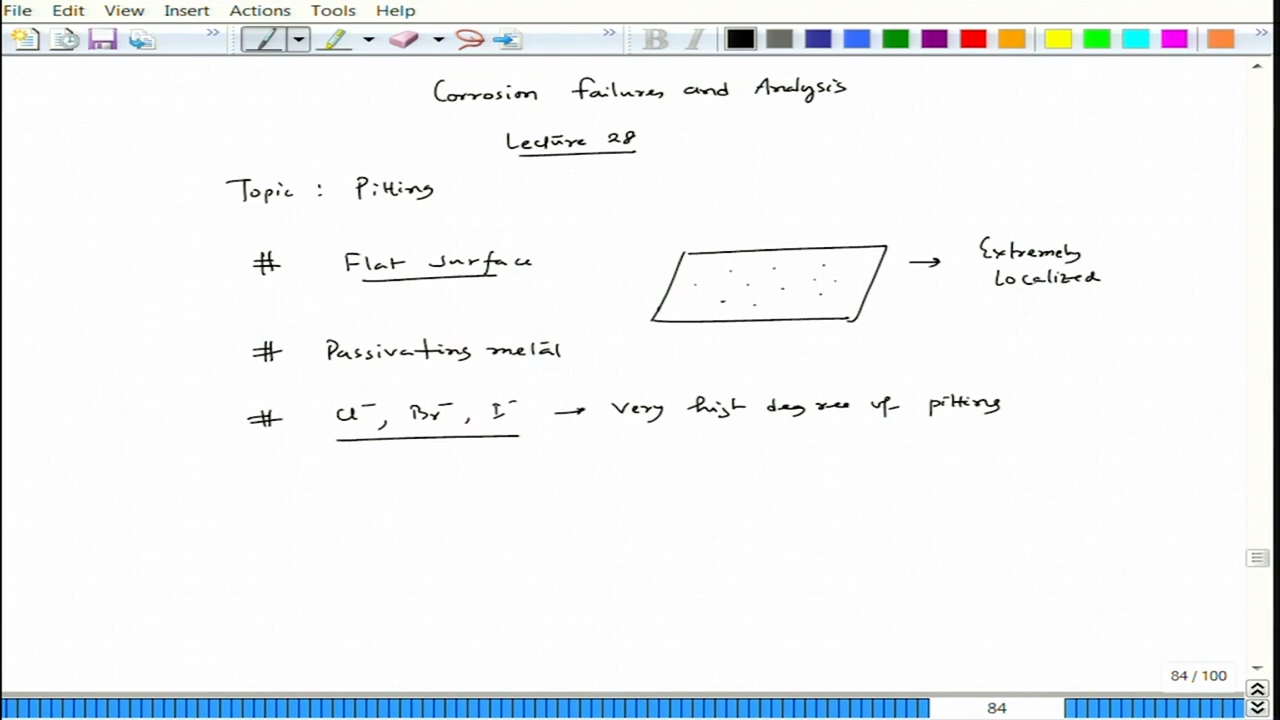 File Edit View Insert Actions Tools Help
B I
Corrosion failures and Analysis
Lecture 28
Topic : Pitting
# Flat surface
Extremely
Localized
# Passivating metal
# Cl⁻, Br⁻, I⁻ → Very high degree of pitting
84 / 100
84